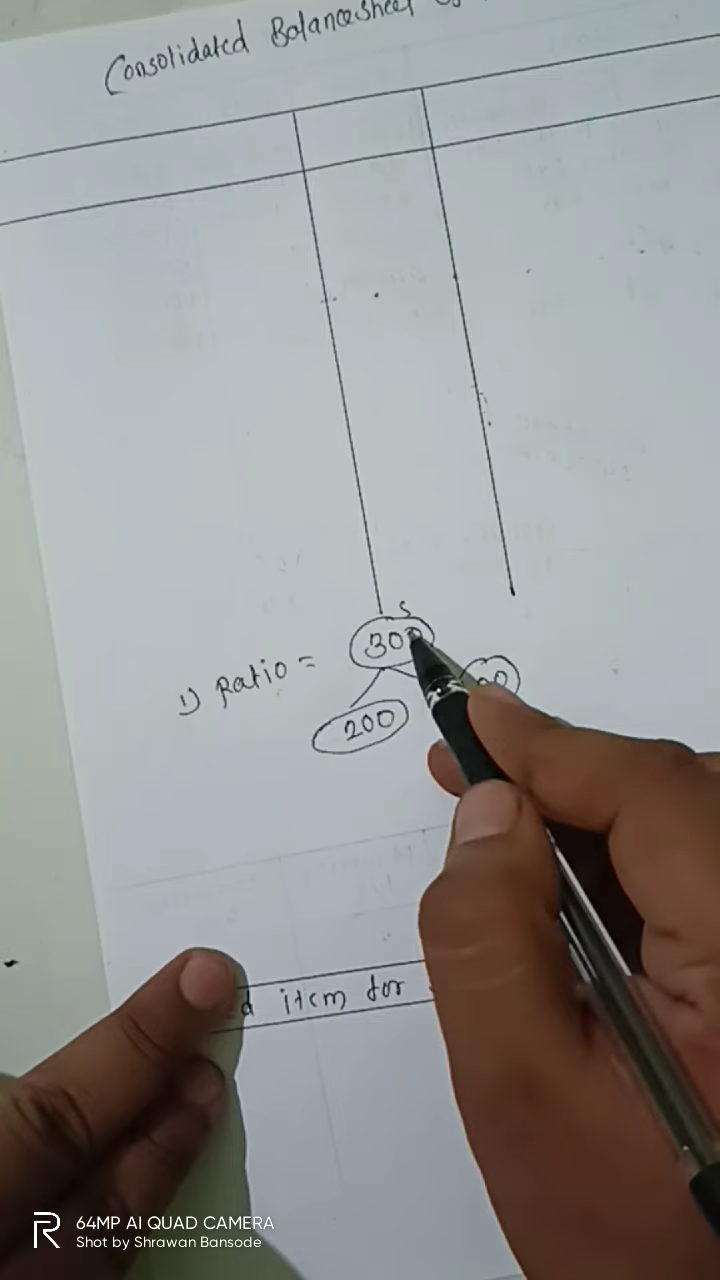 Consolidated Balancesheet
S
1) Ratio = 300
200
d item for
64MP AI QUAD CAMERA
Shot by Shrawan Bansode